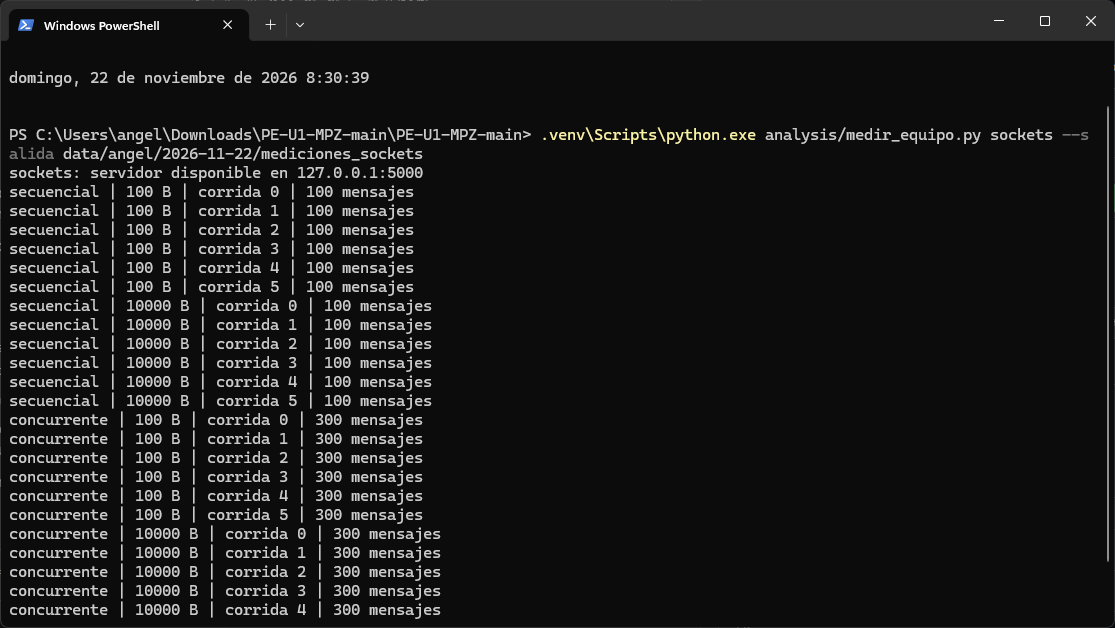 Windows PowerShell
domingo, 22 de noviembre de 2026 8:30:39
PS C:\Users\angel\Downloads\PE-U1-MPZ-main\PE-U1-MPZ-main> .venv\Scripts\python.exe analysis/medir_equipo.py sockets --s
alida data/angel/2026-11-22/mediciones_sockets
sockets: servidor disponible en 127.0.0.1:5000
secuencial | 100 B | corrida 0 | 100 mensajes
secuencial | 100 B | corrida 1 | 100 mensajes
secuencial | 100 B | corrida 2 | 100 mensajes
secuencial | 100 B | corrida 3 | 100 mensajes
secuencial | 100 B | corrida 4 | 100 mensajes
secuencial | 100 B | corrida 5 | 100 mensajes
secuencial | 10000 B | corrida 0 | 100 mensajes
secuencial | 10000 B | corrida 1 | 100 mensajes
secuencial | 10000 B | corrida 2 | 100 mensajes
secuencial | 10000 B | corrida 3 | 100 mensajes
secuencial | 10000 B | corrida 4 | 100 mensajes
secuencial | 10000 B | corrida 5 | 100 mensajes
concurrente | 100 B | corrida 0 | 300 mensajes
concurrente | 100 B | corrida 1 | 300 mensajes
concurrente | 100 B | corrida 2 | 300 mensajes
concurrente | 100 B | corrida 3 | 300 mensajes
concurrente | 100 B | corrida 4 | 300 mensajes
concurrente | 100 B | corrida 5 | 300 mensajes
concurrente | 10000 B | corrida 0 | 300 mensajes
concurrente | 10000 B | corrida 1 | 300 mensajes
concurrente | 10000 B | corrida 2 | 300 mensajes
concurrente | 10000 B | corrida 3 | 300 mensajes
concurrente | 10000 B | corrida 4 | 300 mensajes